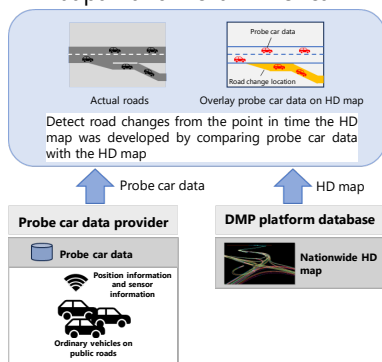 Probe car data
Road change location
Actual roads
Overlay probe car data on HD map
Detect road changes from the point in time the HD
map was developed by comparing probe car data
with the HD map
Probe car data
HD map
Probe car data provider
DMP platform database
Probe car data
Position information
and sensor
information
Ordinary vehicles on
public roads
Nationwide HD
map